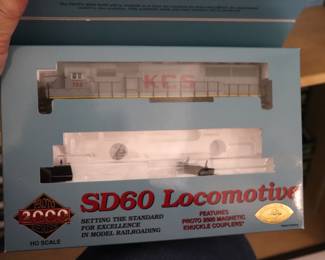 KCS
SD60 Locomotive
PROTO
2000
SETTING THE STANDARD
FOR EXCELLENCE
IN MODEL RAILROADING
FEATURES
PROTO 2000 MAGNETIC
KNUCKLE COUPLERS
HO SCALE